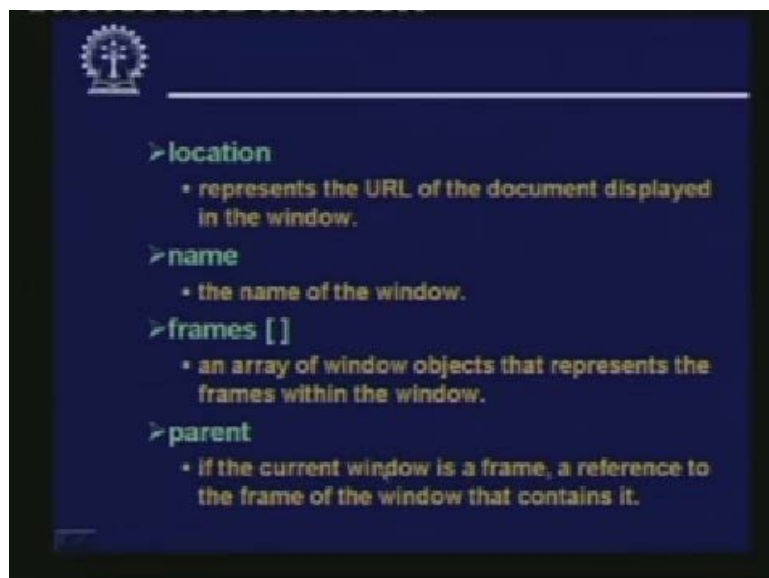 ➢location
▪ represents the URL of the document displayed
in the window.
➢name
▪ the name of the window.
➢frames [ ]
▪ an array of window objects that represents the
frames within the window.
➢parent
▪ if the current window is a frame, a reference to
the frame of the window that contains it.